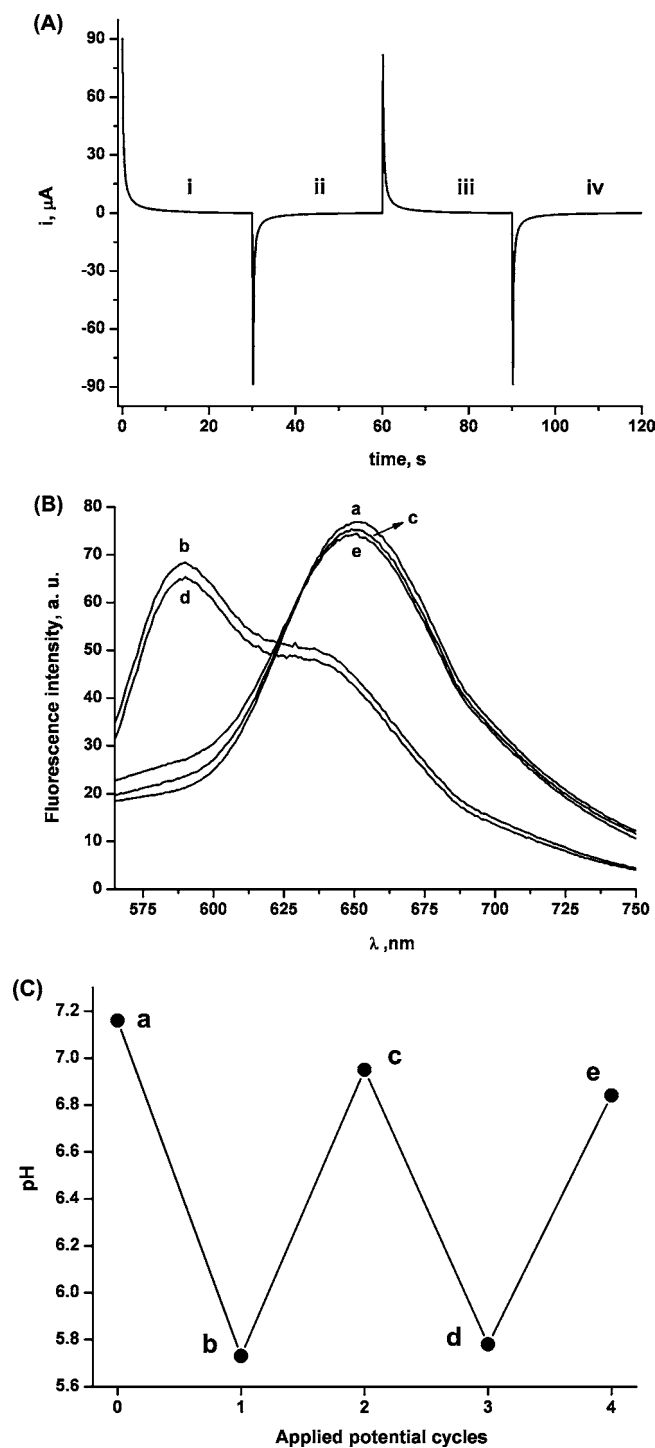 (A)
90
60
30
0
-30
-60
-90
i, μA
i
ii
iii
iv
0
20
40
60
80
100
120
time, s
(B)
80
70
60
50
40
30
20
10
0
Fluorescence intensity, a. u.
a
c
e
b
d
575
600
625
650
675
700
725
750
λ ,nm
(C)
7.2
7.0
6.8
6.6
6.4
6.2
6.0
5.8
5.6
pH
a
b
c
d
e
0
1
2
3
4
Applied potential cycles